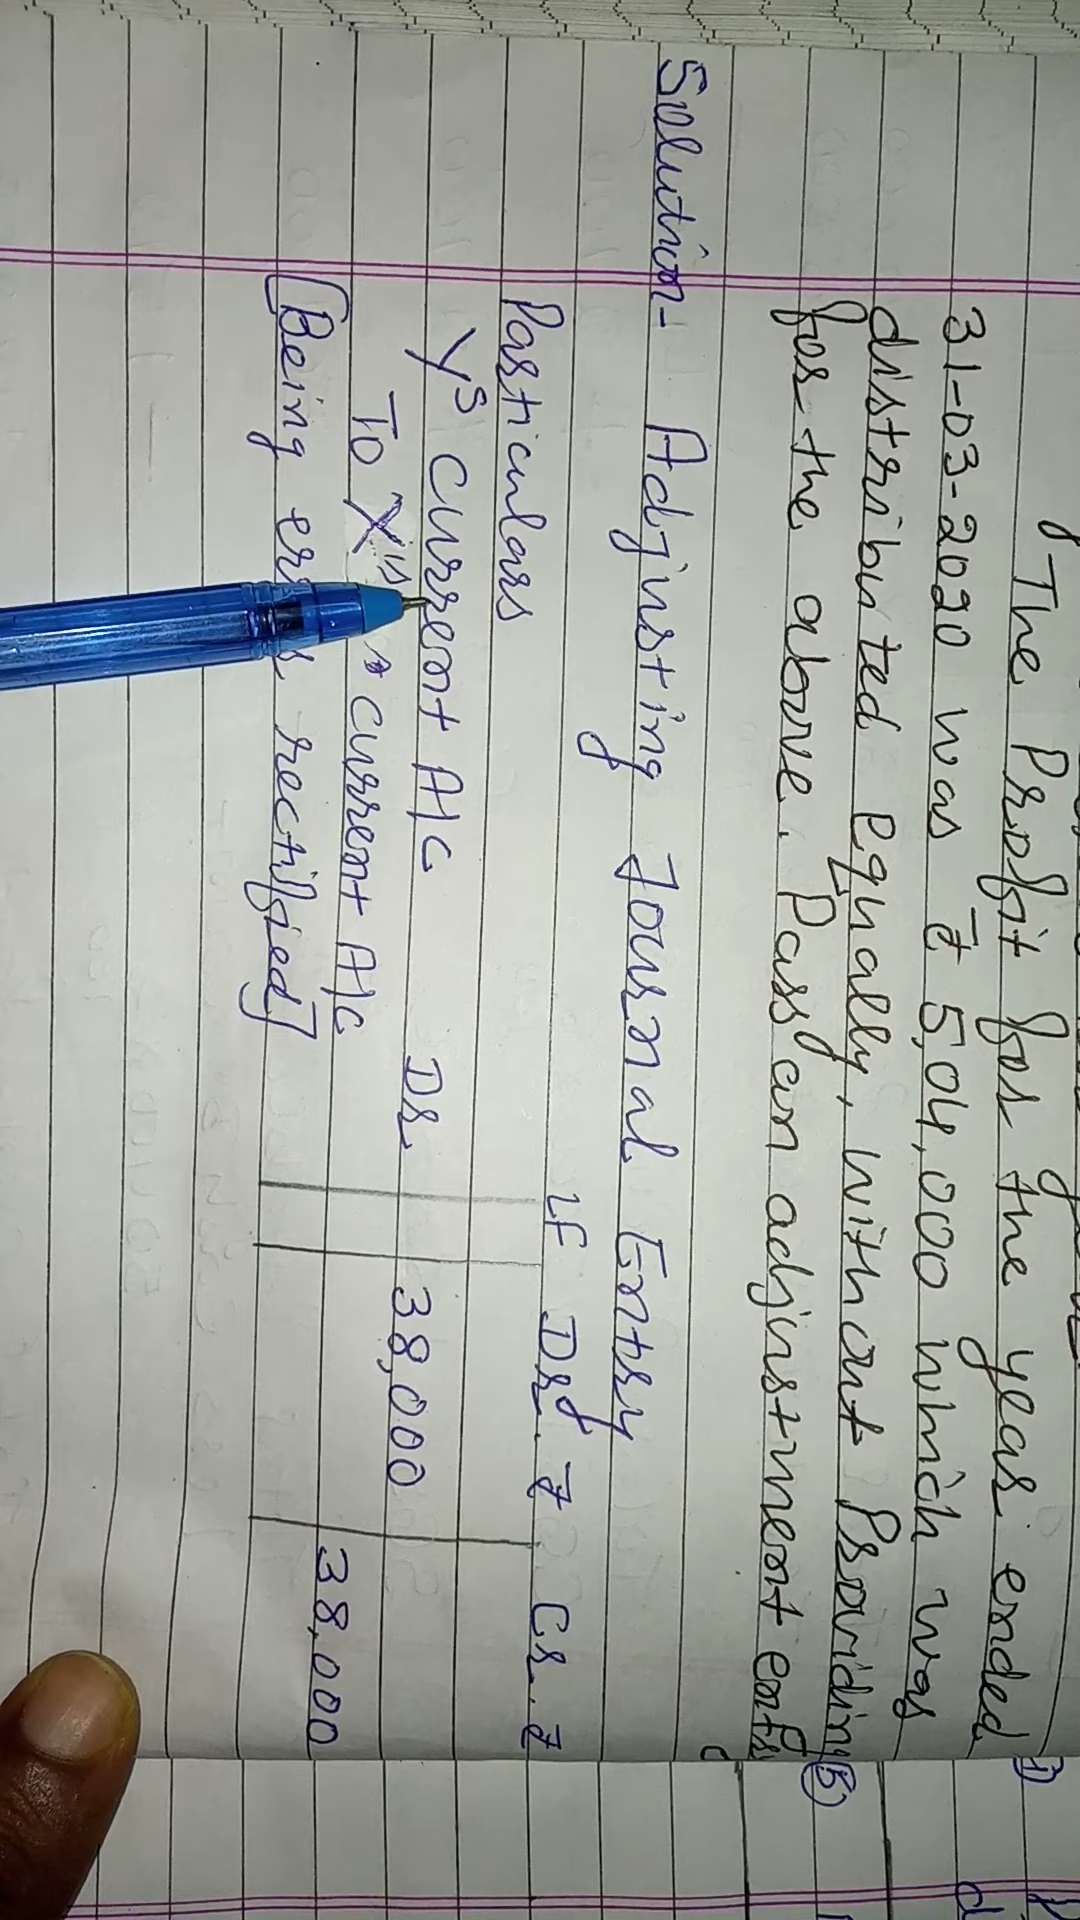 The Profit for the year ended
31-03-2020 was ₹ 5,04,000 which was
distributed equally, without Providing
for the above. Pass an adjustment
Solution- Adjusting Journal Entry
Particulars LF Dr. ₹ Cr. ₹
Y's current A/c Dr 38,000
To X's current A/c 38,000
[Being rectified]